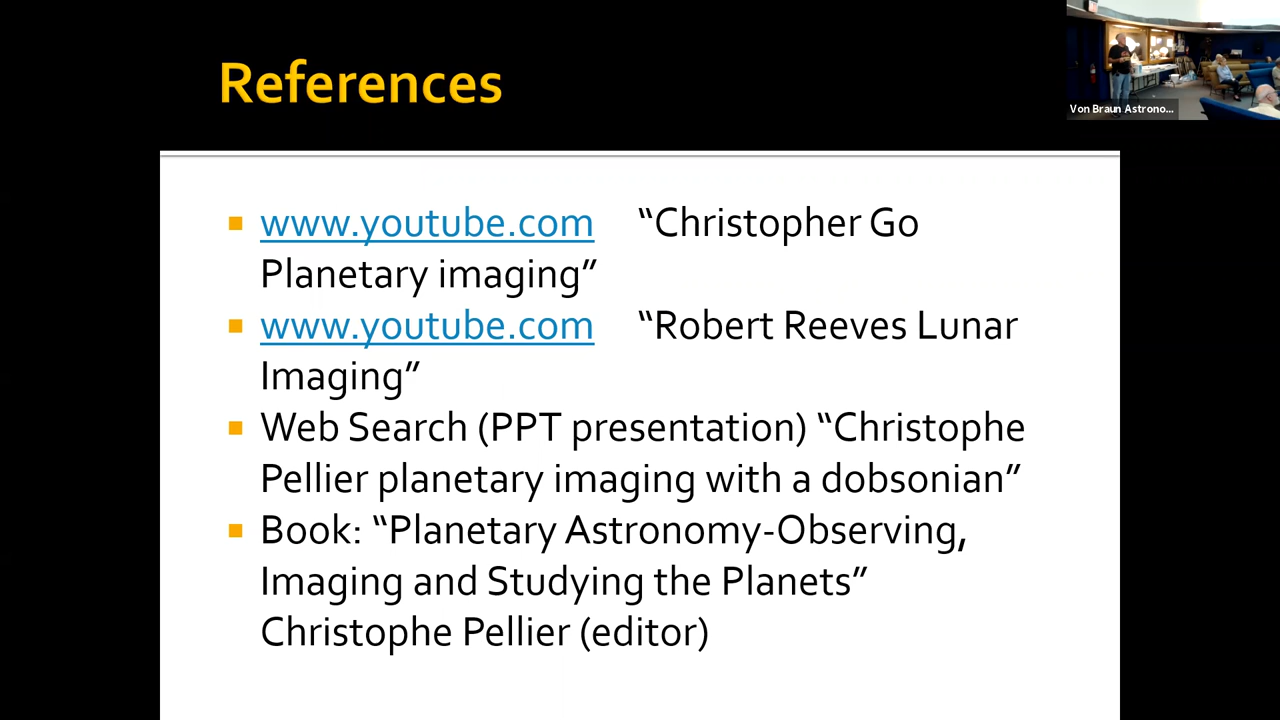 References
Von Braun Astrono...
www.youtube.com “Christopher Go
Planetary imaging”
www.youtube.com “Robert Reeves Lunar
Imaging”
Web Search (PPT presentation) “Christophe
Pellier planetary imaging with a dobsonian”
Book: “Planetary Astronomy-Observing,
Imaging and Studying the Planets”
Christophe Pellier (editor)